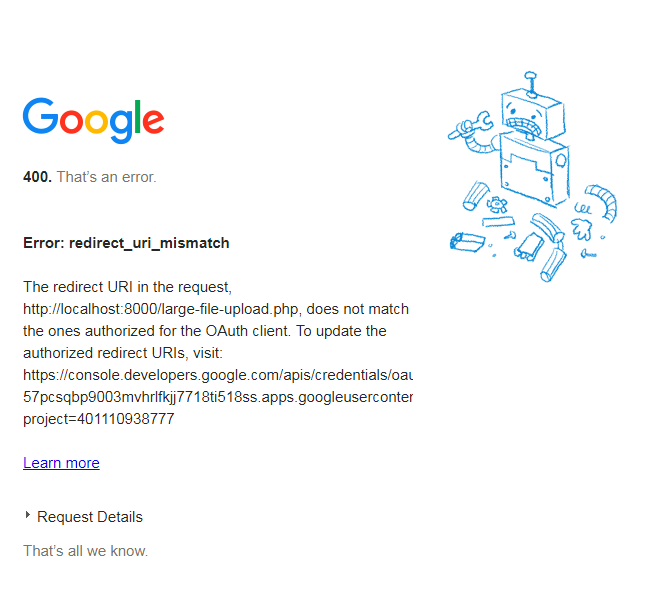 Google
400. That's an error.
Error: redirect_uri_mismatch
The redirect URI in the request,
http://localhost:8000/large-file-upload.php, does not match
the ones authorized for the OAuth client. To update the
authorized redirect URIs, visit:
https://console.developers.google.com/apis/credentials/oau
57pcsqbp9003mvhrlfkjj7718ti518ss.apps.googleuserconter
project=401110938777
Learn more
Request Details
That's all we know.